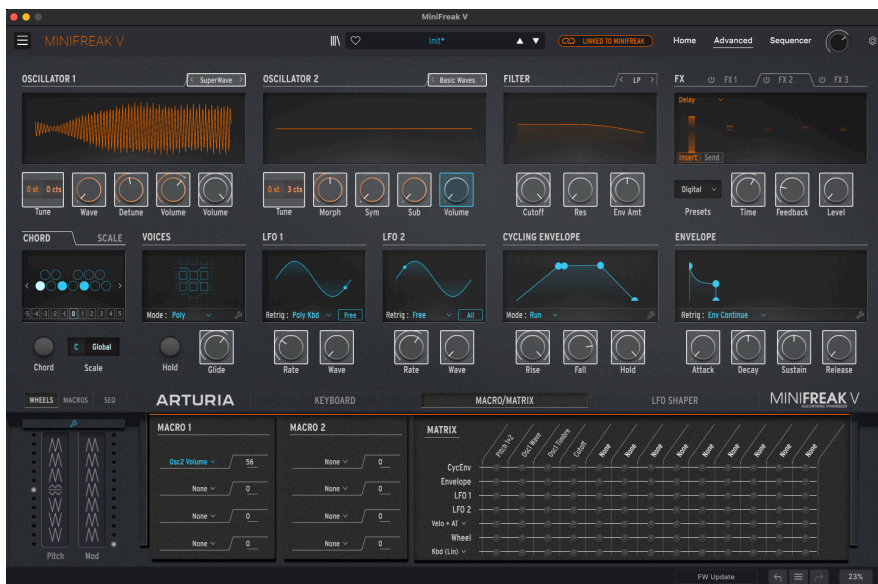 MiniFreak V
MINIFREAK V
Init*
LINKED TO MINIFREAK
Home
Advanced
Sequencer
OSCILLATOR 1
SuperWave
OSCILLATOR 2
Basic Waves
FILTER
LP
FX
FX 1
FX 2
FX 3
Delay
Insert
Send
0 st 0 cts
Tune
Wave
Detune
Volume
Volume
0 st 3 cts
Tune
Morph
Sym
Sub
Volume
Cutoff
Res
Env Amt
Digital
Presets
Time
Feedback
Level
CHORD
SCALE
VOICES
LFO 1
LFO 2
CYCLING ENVELOPE
ENVELOPE
-5 -4 -3 -2 -1 0 1 2 3 4 5
Mode: Poly
Retrig: Poly Kbd
Free
Retrig: Free
All
Mode: Run
Retrig: Env Continue
Chord
C Global
Scale
Hold
Glide
Rate
Wave
Rate
Wave
Rise
Fall
Hold
Attack
Decay
Sustain
Release
WHEELS
MACROS
SEQ
ARTURIA
KEYBOARD
MACRO/MATRIX
LFO SHAPER
MINIFREAK V
MACRO 1
MACRO 2
MATRIX
Pitch 1+2
Osc1 Wave
Osc1 Timbre
Cutoff
None
None
None
None
None
None
None
None
None
Osc2 Volume
56
None
0
None
0
None
0
None
0
None
0
None
0
None
0
CycEnv
Envelope
LFO 1
LFO 2
Velo + AT
Wheel
Kbd (Lin)
Pitch
Mod
FW Update
23%